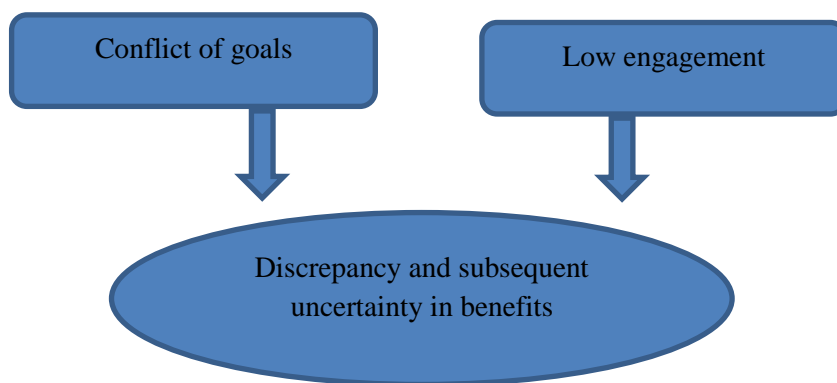 Conflict of goals
Low engagement
Discrepancy and subsequent
uncertainty in benefits